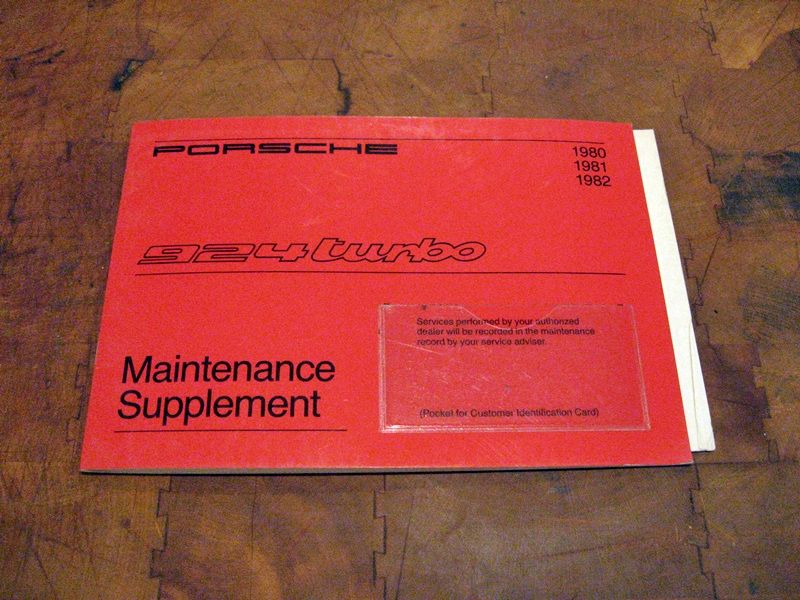 PORSCHE
1980
1981
1982
924 turbo
Services performed by your authorized
dealer will be recorded in the maintenance
record by your service adviser.
Maintenance
Supplement
(Pocket for Customer Identification Card)